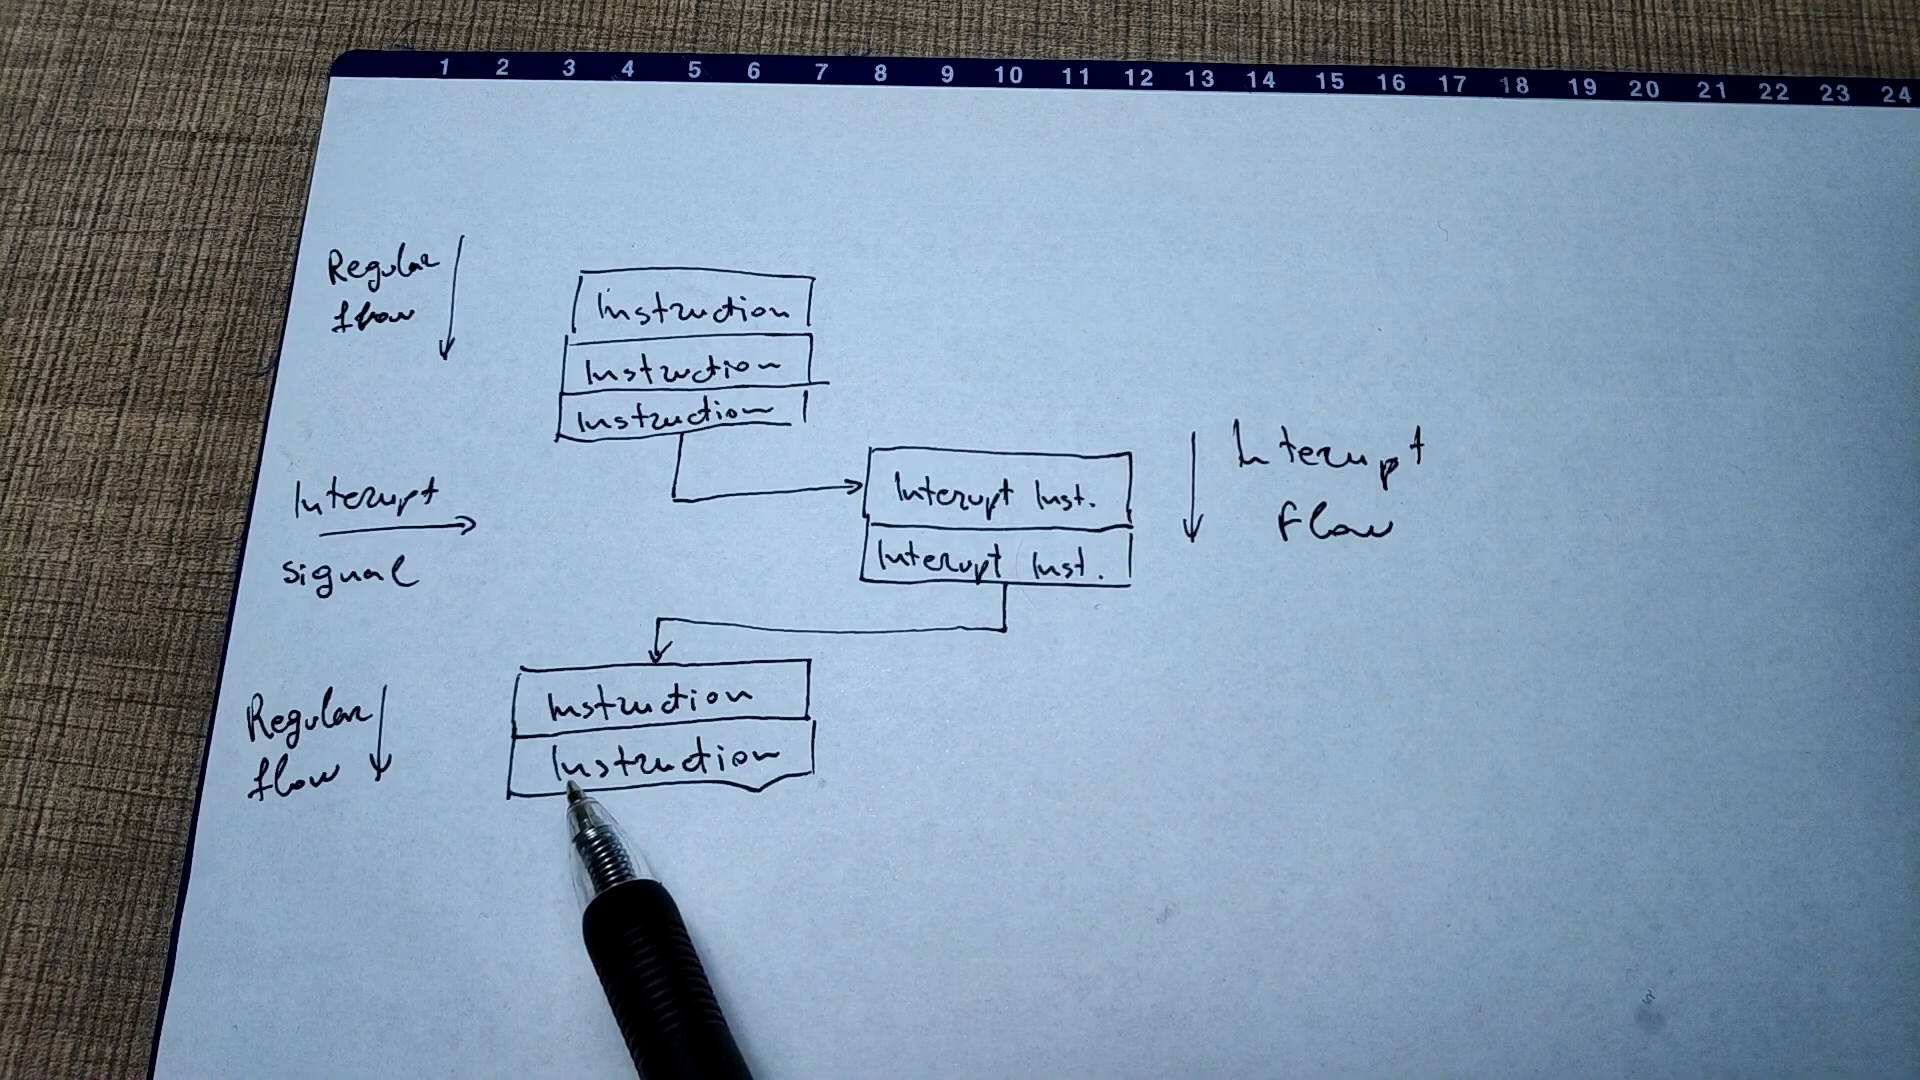 1 2 3 4 5 6 7 8 9 10 11 12 13 14 15 16 17 18 19 20 21 22 23 24
Regular
flow
Instruction
Instruction
Instruction
Interupt
signal
Interupt Inst.
Interupt Inst.
Interupt
Flow
Regular
flow
Instruction
Instruction